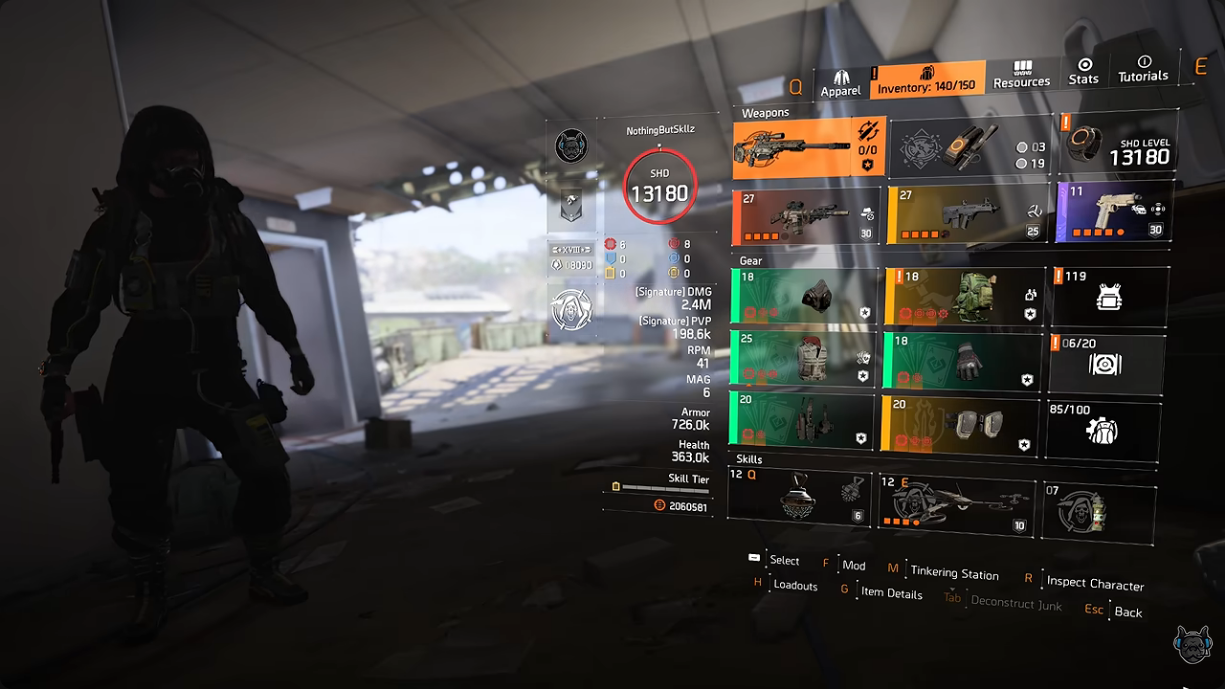 Q
Apparel
Inventory: 140/150
Resources
Stats
Tutorials
E
Weapons
NothingButSkllz
SHD
13180
0/0
03
19
SHD LEVEL
13180
27
30
27
25
11
30
XVIII
8090
6
8
0
0
0
0
[Signature] DMG
2,4M
[Signature] PVP
198,6k
RPM
41
MAG
6
Armor
726,0k
Health
363,0k
Skill Tier
2060581
Gear
18
18
119
25
18
06/20
20
20
85/100
Skills
12 Q
6
12 E
10
07
Select
F Mod
M Tinkering Station
R Inspect Character
H Loadouts
G Item Details
Tab Deconstruct Junk
Esc Back